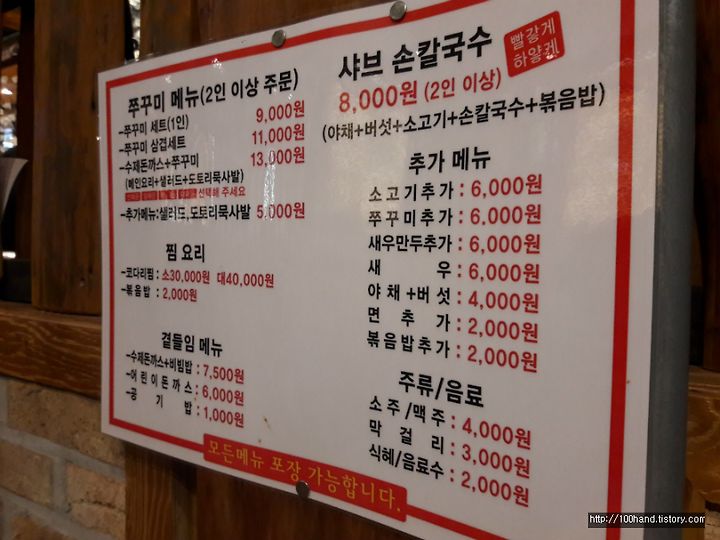 쭈꾸미 메뉴(2인 이상 주문)
-쭈꾸미 세트(1인) 9,000원
-쭈꾸미 삼겹세트 11,000원
-수제돈까스+쭈꾸미 13,000원
(메인요리+샐러드+도토리묵사발)
선택해 주세요
-추가메뉴:샐러드,도토리묵사발 5,000원
찜 요리
-코다리찜 : 소30,000원 대40,000원
-볶음밥 : 2,000원
곁들임 메뉴
-수제돈까스+비빔밥 : 7,500원
-어린이돈까스 : 6,000원
-공 기 밥 : 1,000원
샤브 손칼국수
빨갛게
하얗게
8,000원 (2인 이상)
(야채+버섯+소고기+손칼국수+볶음밥)
추가 메뉴
소고기추가 : 6,000원
쭈꾸미추가 : 6.000원
새우만두추가 : 6,000원
새 우 : 6,000원
야채+버섯 : 4,000원
면 추 가 : 2,000원
볶음밥추가 : 2,000원
주류/음료
소주/맥주 : 4,000원
막 걸 리 : 3,000원
식혜/음료수 : 2,000원
모든메뉴 포장 가능합니다.
http://100hand.tistory.com